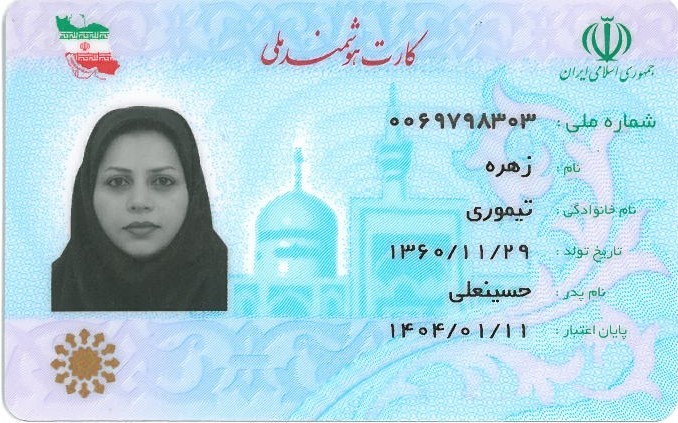 کارت هوشمند ملی
جمهوری اسلامی ایران
شماره ملی: ۰۰۶۹۷۹۸۳۰۳
نام: زهره
نام خانوادگی: تیموری
تاریخ تولد: ۱۳۶۰/۱۱/۲۹
نام پدر: حسینعلی
پایان اعتبار: ۱۴۰۴/۰۱/۱۱